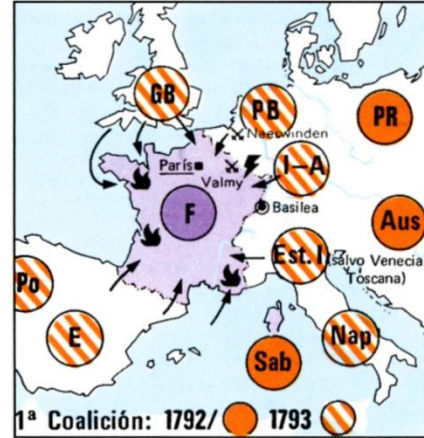 GB
PB
PR
Neerwinden
París
Valmy
I-A
F
Basilea
Aus
Est. I (salvo Venecia
Toscana)
Po
E
Nap
Sab
1ª Coalición: 1792/ 1793